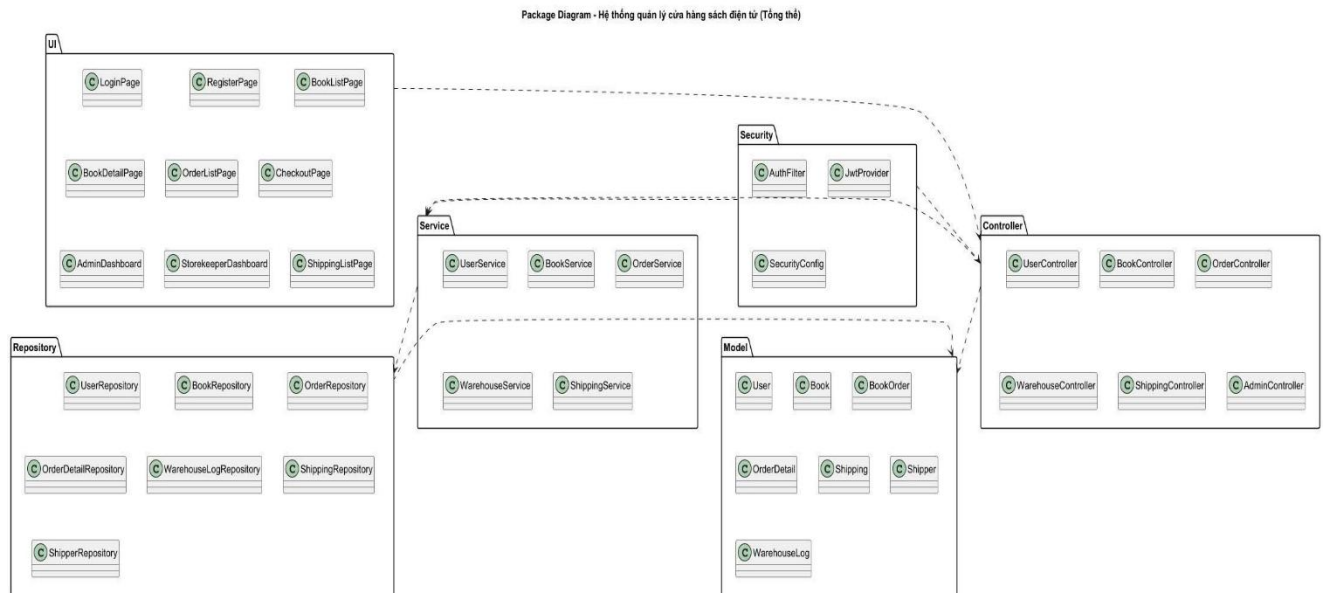 Package Diagram - Hệ thống quản lý cửa hàng sách điện tử (Tổng thể)
UI
C LoginPage
C RegisterPage
C BookListPage
C BookDetailPage
C OrderListPage
C CheckoutPage
C AdminDashboard
C StorekeeperDashboard
C ShippingListPage
Security
C AuthFilter
C JwtProvider
C SecurityConfig
Service
C UserService
C BookService
C OrderService
C WarehouseService
C ShippingService
Controller
C UserController
C BookController
C OrderController
C WarehouseController
C ShippingController
C AdminController
Repository
C UserRepository
C BookRepository
C OrderRepository
C OrderDetailRepository
C WarehouseLogRepository
C ShippingRepository
C ShipperRepository
Model
C User
C Book
C BookOrder
C OrderDetail
C Shipping
C Shipper
C WarehouseLog